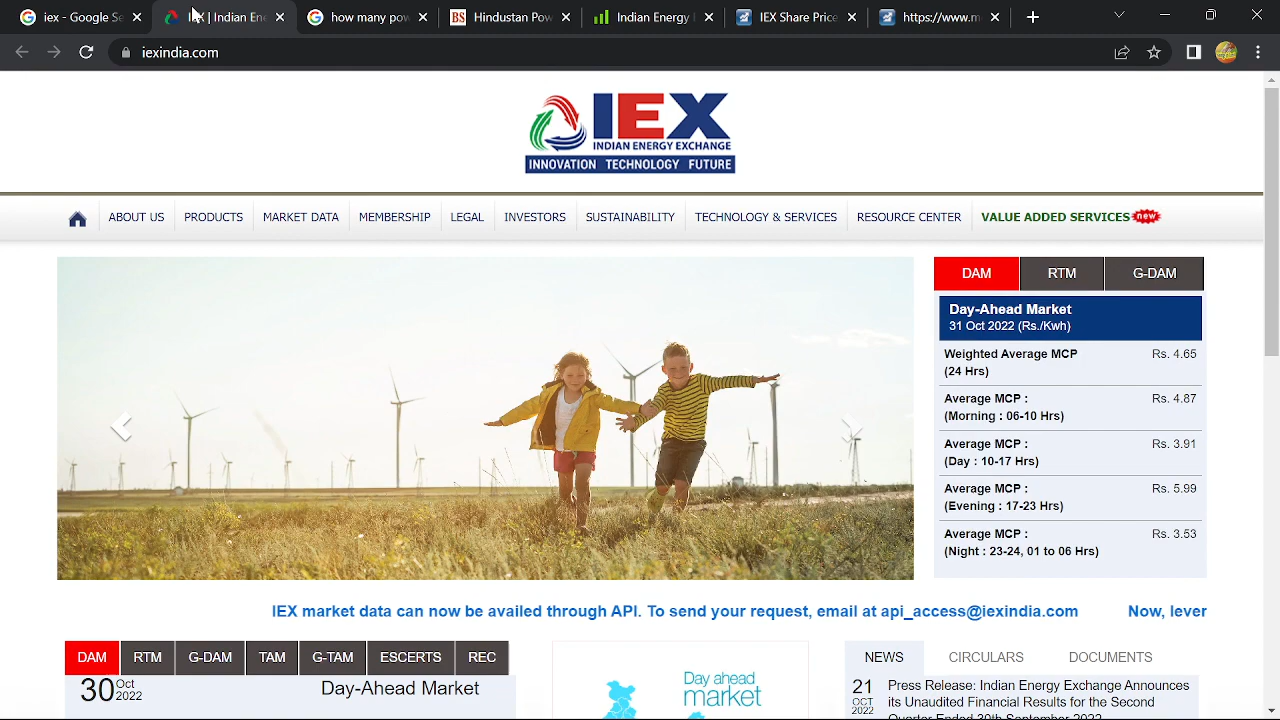 iex - Google Se
IEX | Indian En
how many pow
Hindustan Pow
Indian Energy
IEX Share Price
https://www.m
iexindia.com
IEX
INDIAN ENERGY EXCHANGE
INNOVATION TECHNOLOGY FUTURE
ABOUT US
PRODUCTS
MARKET DATA
MEMBERSHIP
LEGAL
INVESTORS
SUSTAINABILITY
TECHNOLOGY & SERVICES
RESOURCE CENTER
VALUE ADDED SERVICES new
DAM RTM G-DAM
Day-Ahead Market
31 Oct 2022 (Rs./Kwh)
Weighted Average MCP Rs. 4.65
(24 Hrs)
Average MCP : Rs. 4.87
(Morning : 06-10 Hrs)
Average MCP : Rs. 3.91
(Day : 10-17 Hrs)
Average MCP : Rs. 5.99
(Evening : 17-23 Hrs)
Average MCP : Rs. 3.53
(Night : 23-24, 01 to 06 Hrs)
IEX market data can now be availed through API. To send your request, email at api_access@iexindia.com Now, lever
DAM RTM G-DAM TAM G-TAM ESCERTS REC
30 Oct 2022 Day-Ahead Market
Day ahead
market
NEWS CIRCULARS DOCUMENTS
21 OCT 2022
Press Release: Indian Energy Exchange Announces
its Unaudited Financial Results for the Second
Quarter Ended 30th September 2022